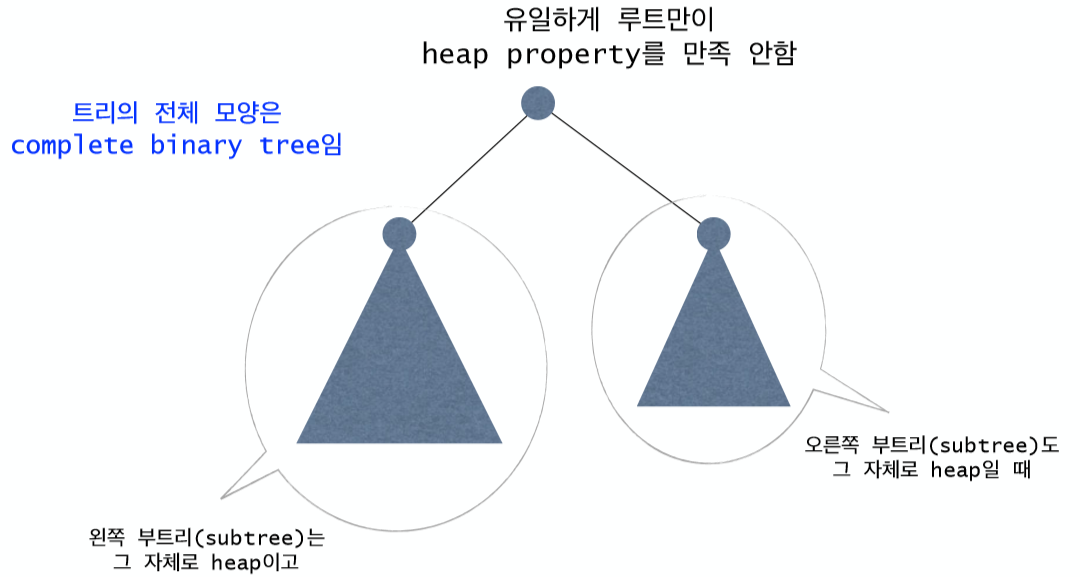 유일하게 루트만이
heap property를 만족 안함
트리의 전체 모양은
complete binary tree임
오른쪽 부트리(subtree)도
그 자체로 heap일 때
왼쪽 부트리(subtree)는
그 자체로 heap이고